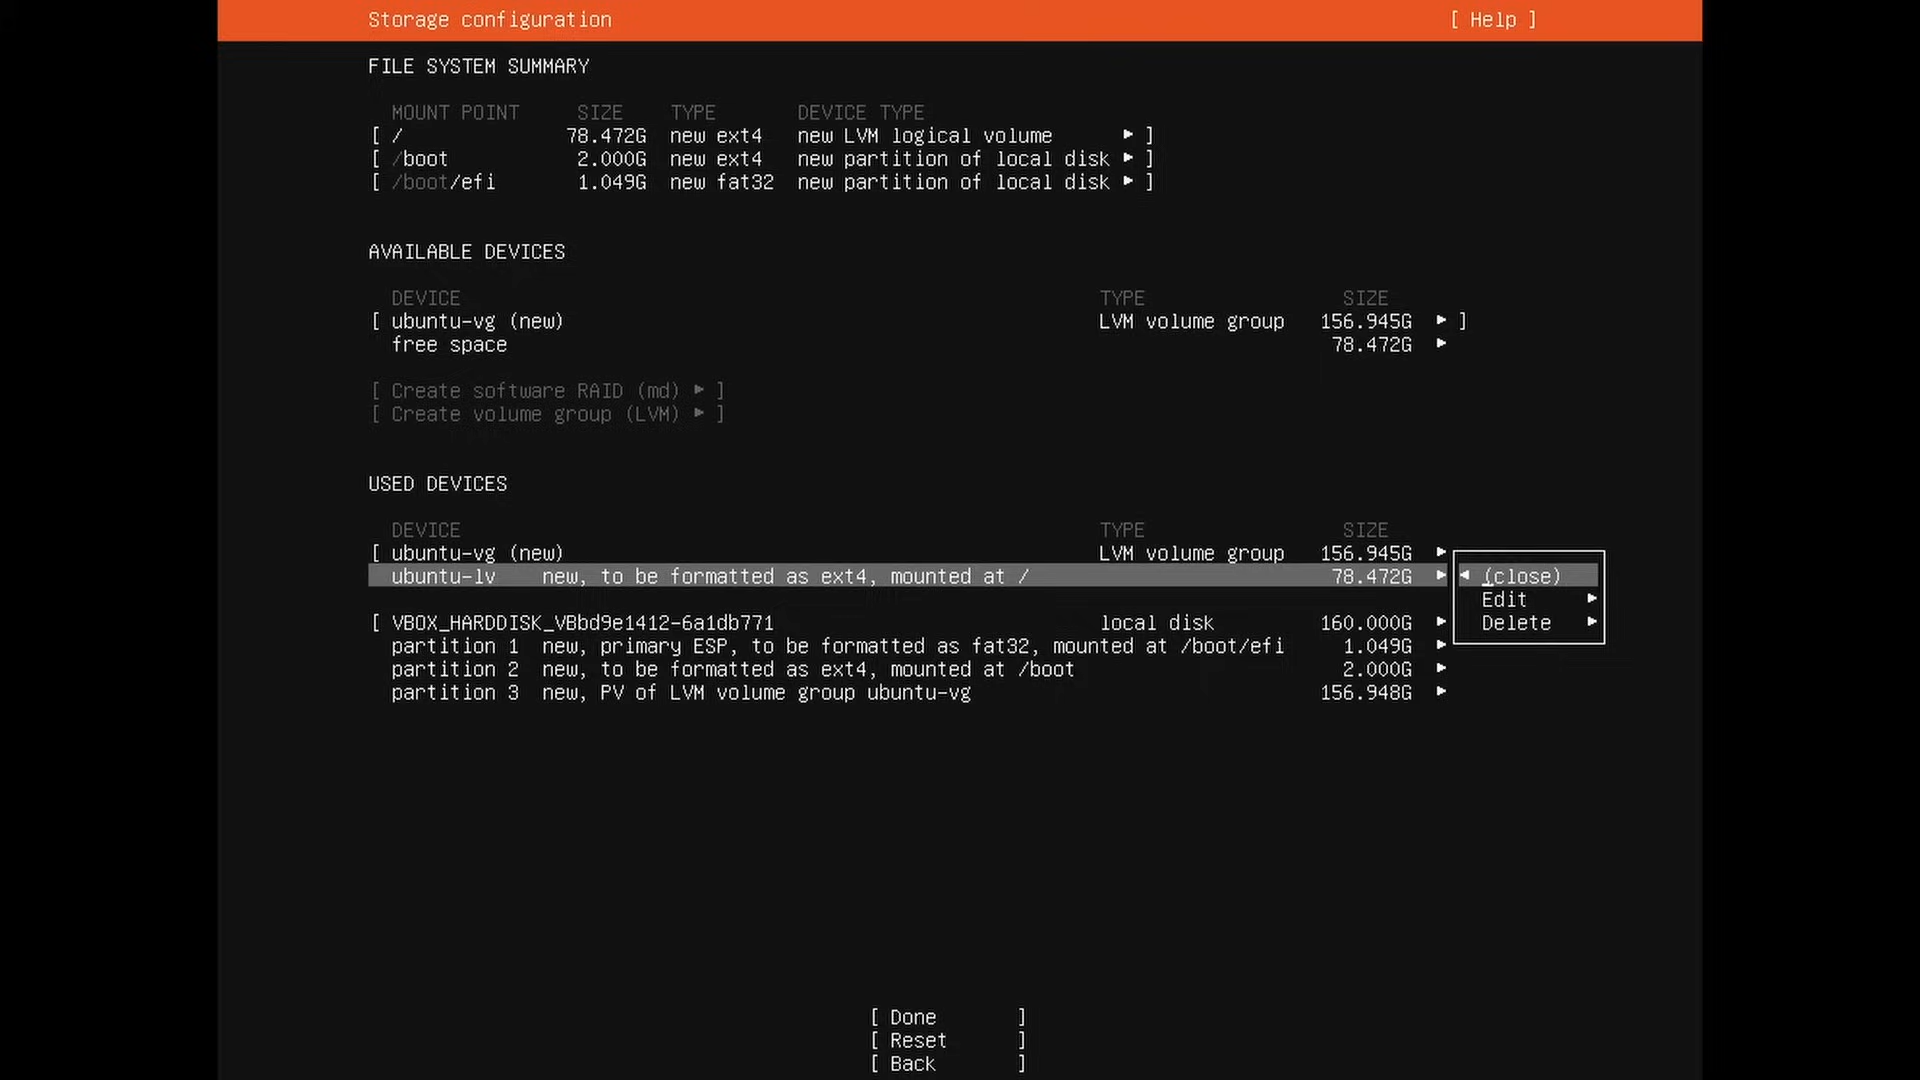 Storage configuration [ Help ]
FILE SYSTEM SUMMARY
MOUNT POINT SIZE TYPE DEVICE TYPE
[ / 78.472G new ext4 new LVM logical volume ▸ ]
[ /boot 2.000G new ext4 new partition of local disk ▸ ]
[ /boot/efi 1.049G new fat32 new partition of local disk ▸ ]
AVAILABLE DEVICES
DEVICE TYPE SIZE
[ ubuntu-vg (new) LVM volume group 156.945G ▸ ]
free space 78.472G ▸
[ Create software RAID (md) ▸ ]
[ Create volume group (LVM) ▸ ]
USED DEVICES
DEVICE TYPE SIZE
[ ubuntu-vg (new) LVM volume group 156.945G ▸
ubuntu-lv new, to be formatted as ext4, mounted at / 78.472G ▸ ◂ (close)
Edit ▸
[ VBOX_HARDDISK_VBbd9e1412-6a1db771 local disk 160.000G ▸ Delete ▸
partition 1 new, primary ESP, to be formatted as fat32, mounted at /boot/efi 1.049G ▸
partition 2 new, to be formatted as ext4, mounted at /boot 2.000G ▸
partition 3 new, PV of LVM volume group ubuntu-vg 156.948G ▸
[ Done ]
[ Reset ]
[ Back ]